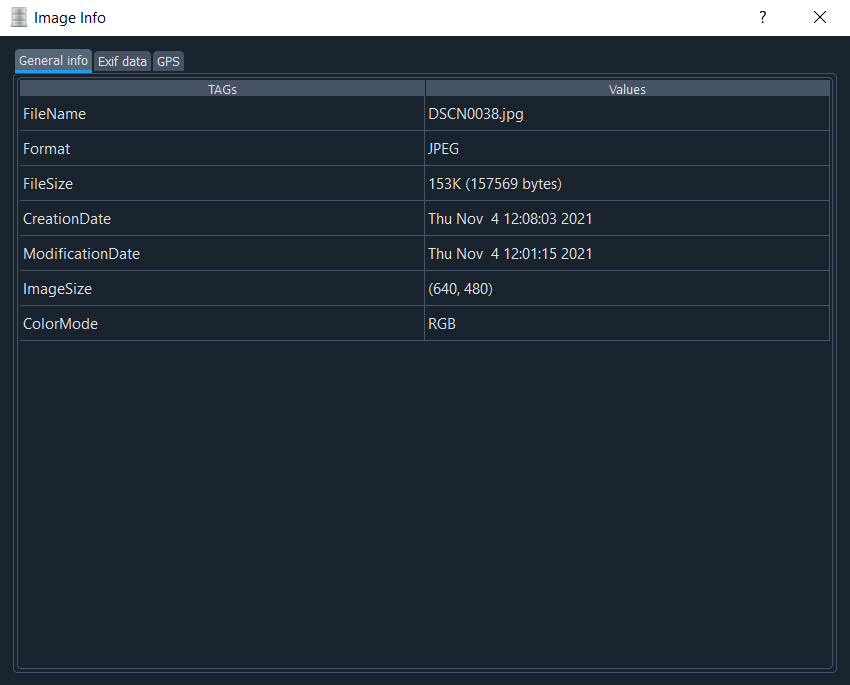 Image Info ?
General info Exif data GPS
TAGs Values
FileName DSCN0038.jpg
Format JPEG
FileSize 153K (157569 bytes)
CreationDate Thu Nov  4 12:08:03 2021
ModificationDate Thu Nov  4 12:01:15 2021
ImageSize (640, 480)
ColorMode RGB